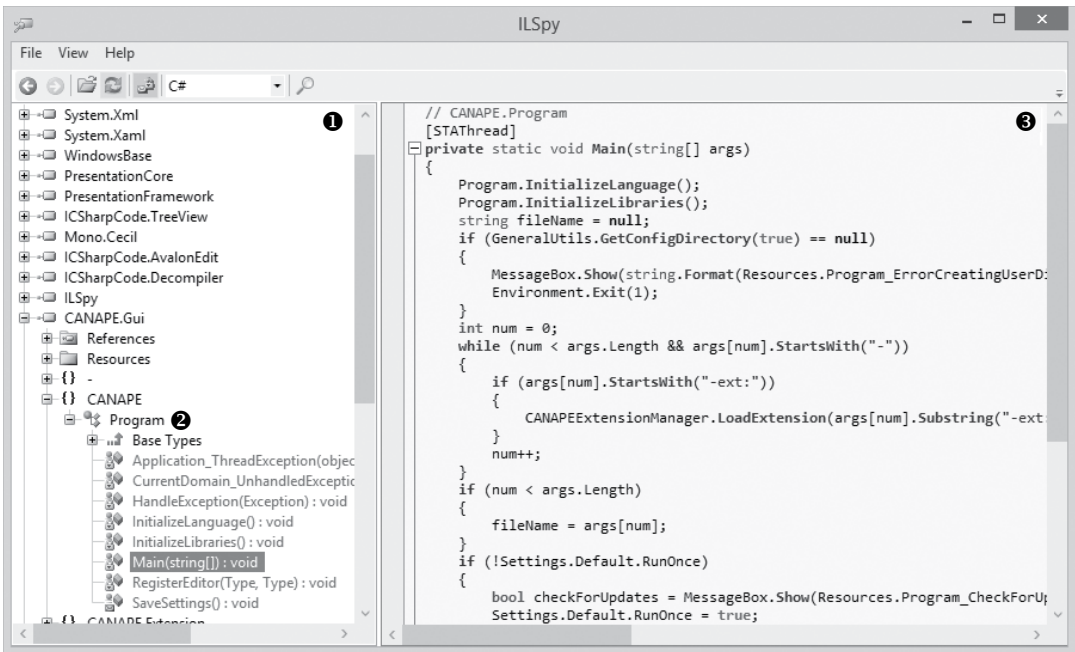 ILSpy
File View Help
C#
System.Xml
System.Xaml
WindowsBase
PresentationCore
PresentationFramework
ICSharpCode.TreeView
Mono.Cecil
ICSharpCode.AvalonEdit
ICSharpCode.Decompiler
ILSpy
CANAPE.Gui
References
Resources
{} -
{} CANAPE
Program ❷
Base Types
Application_ThreadException(objec
CurrentDomain_UnhandledExceptic
HandleException(Exception) : void
InitializeLanguage() : void
InitializeLibraries() : void
Main(string[]) : void
RegisterEditor(Type, Type) : void
SaveSettings() : void
{} CANAPE.Extension
❶
❸
// CANAPE.Program
[STAThread]
private static void Main(string[] args)
{
Program.InitializeLanguage();
Program.InitializeLibraries();
string fileName = null;
if (GeneralUtils.GetConfigDirectory(true) == null)
{
MessageBox.Show(string.Format(Resources.Program_ErrorCreatingUserDi
Environment.Exit(1);
}
int num = 0;
while (num < args.Length && args[num].StartsWith("-"))
{
if (args[num].StartsWith("-ext:"))
{
CANAPEExtensionManager.LoadExtension(args[num].Substring("-ext:
}
num++;
}
if (num < args.Length)
{
fileName = args[num];
}
if (!Settings.Default.RunOnce)
{
bool checkForUpdates = MessageBox.Show(Resources.Program_CheckForUp
Settings.Default.RunOnce = true;